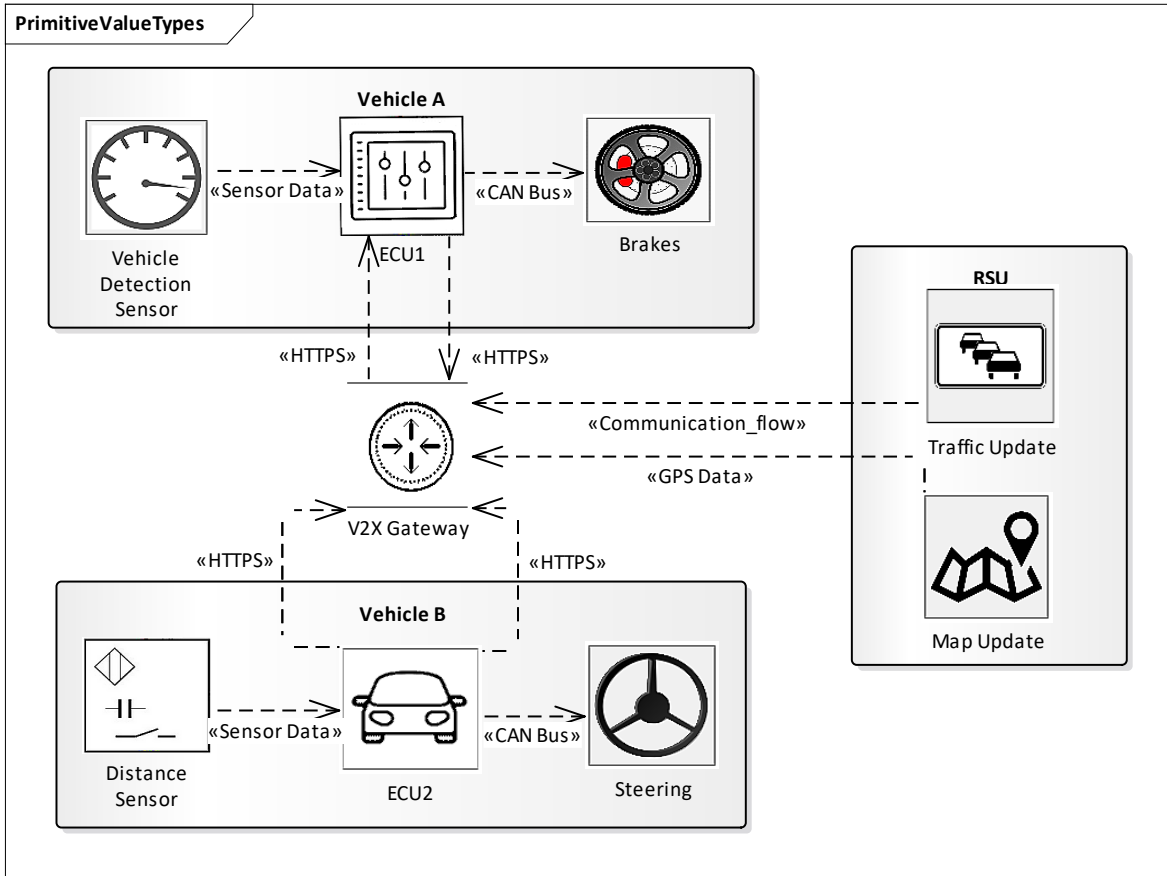 PrimitiveValueTypes
Vehicle A
«Sensor Data»
«CAN Bus»
Vehicle
Detection
Sensor
ECU1
Brakes
«HTTPS»
«HTTPS»
RSU
Traffic Update
«Communication_flow»
«GPS Data»
Map Update
V2X Gateway
«HTTPS»
«HTTPS»
Vehicle B
«Sensor Data»
«CAN Bus»
Distance
Sensor
ECU2
Steering